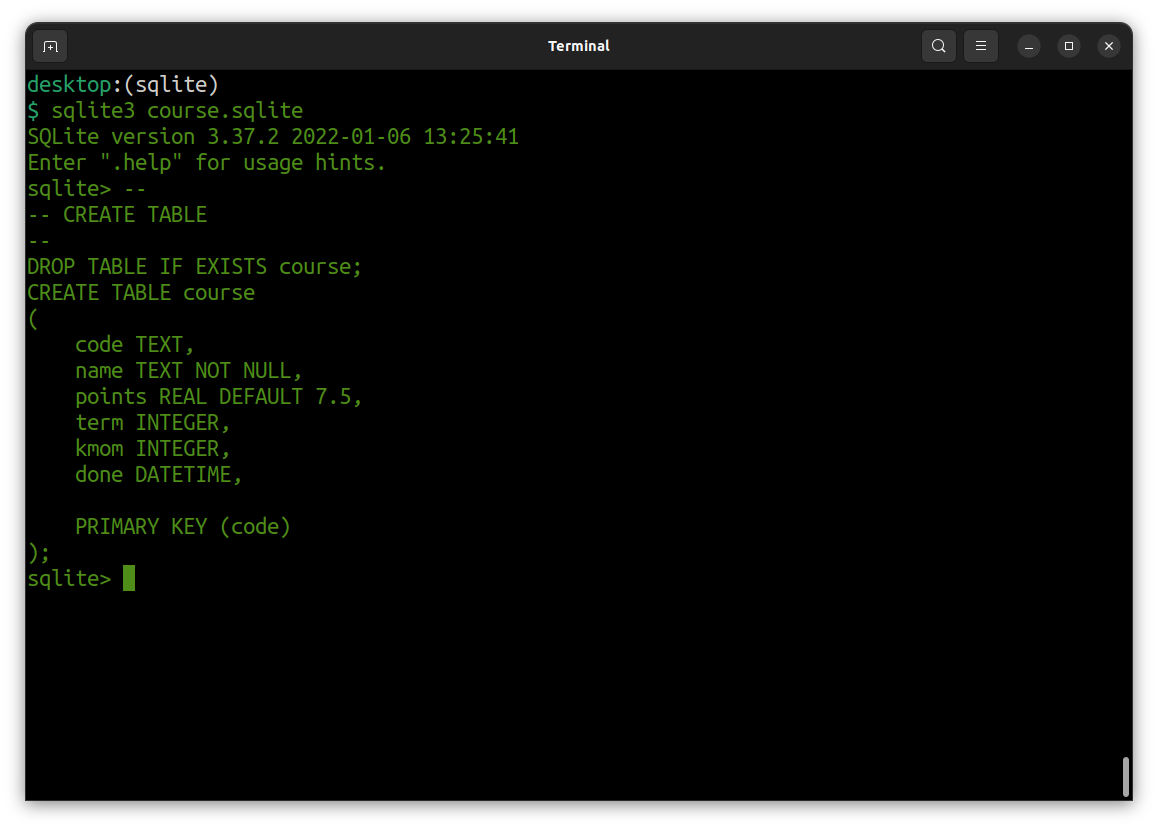 Terminal
desktop:(sqlite)
$ sqlite3 course.sqlite
SQLite version 3.37.2 2022-01-06 13:25:41
Enter ".help" for usage hints.
sqlite> --
-- CREATE TABLE
--
DROP TABLE IF EXISTS course;
CREATE TABLE course
(
    code TEXT,
    name TEXT NOT NULL,
    points REAL DEFAULT 7.5,
    term INTEGER,
    kmom INTEGER,
    done DATETIME,

    PRIMARY KEY (code)
);
sqlite>